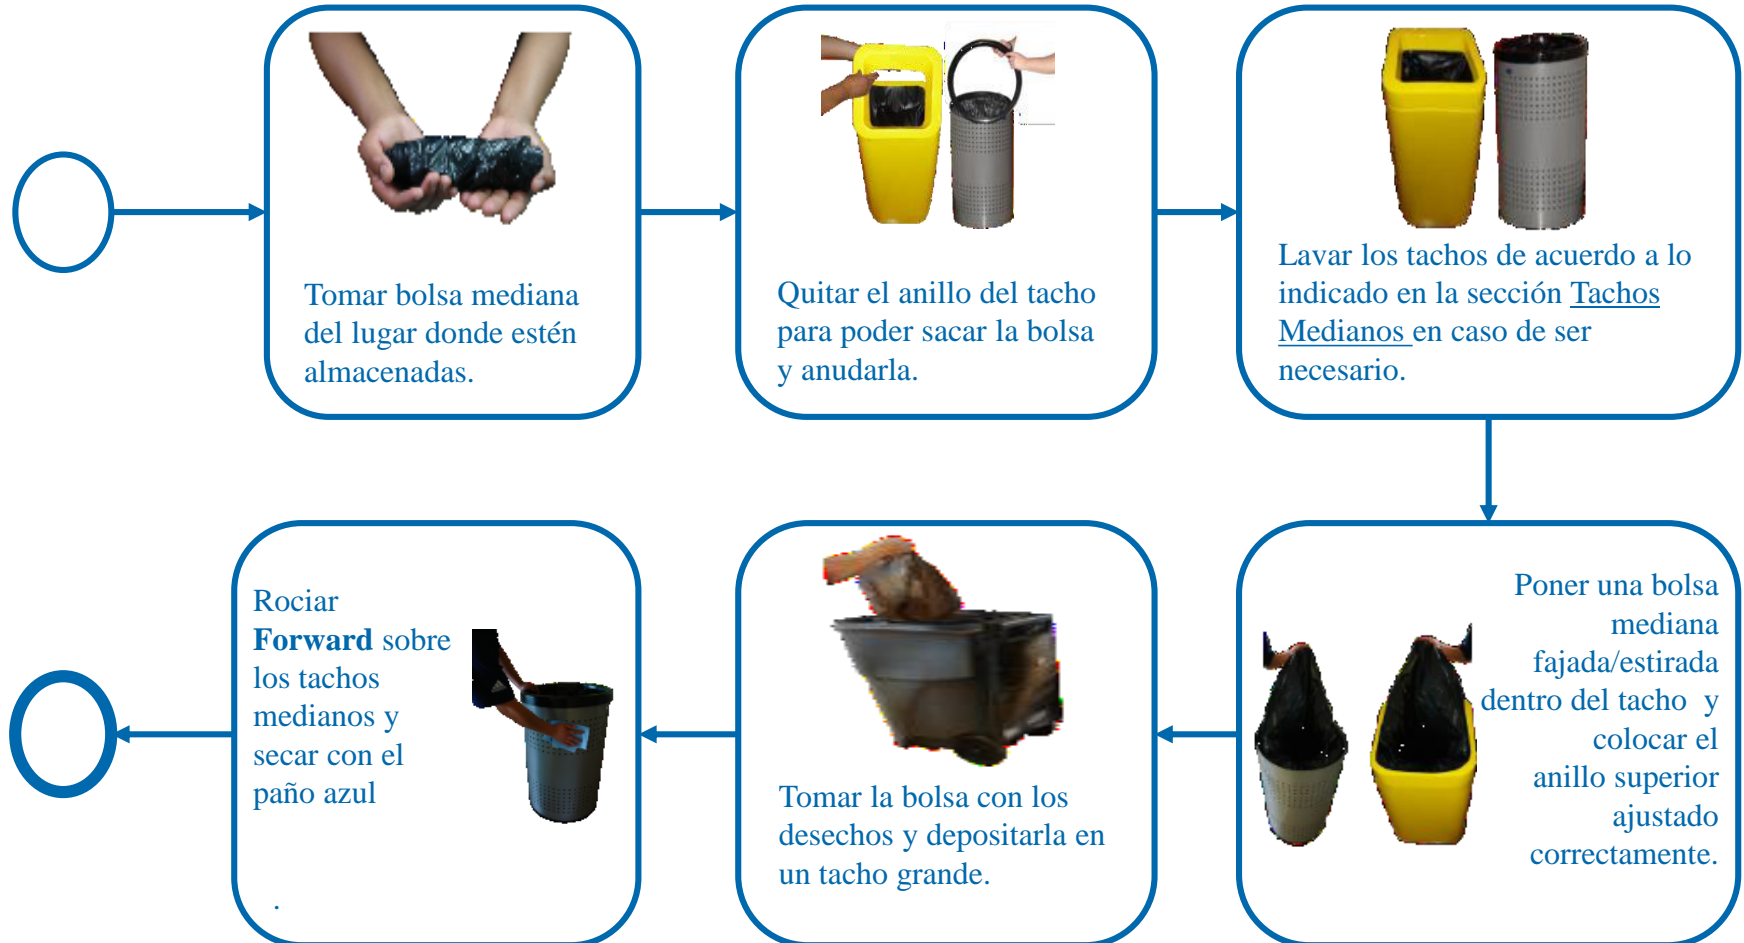 Tomar bolsa mediana
del lugar donde estén
almacenadas.
Quitar el anillo del tacho
para poder sacar la bolsa
y anudarla.
Lavar los tachos de acuerdo a lo
indicado en la sección Tachos
Medianos en caso de ser
necesario.
Poner una bolsa
mediana
fajada/estirada
dentro del tacho y
colocar el
anillo superior
ajustado
correctamente.
Tomar la bolsa con los
desechos y depositarla en
un tacho grande.
Rociar
Forward sobre
los tachos
medianos y
secar con el
paño azul
.